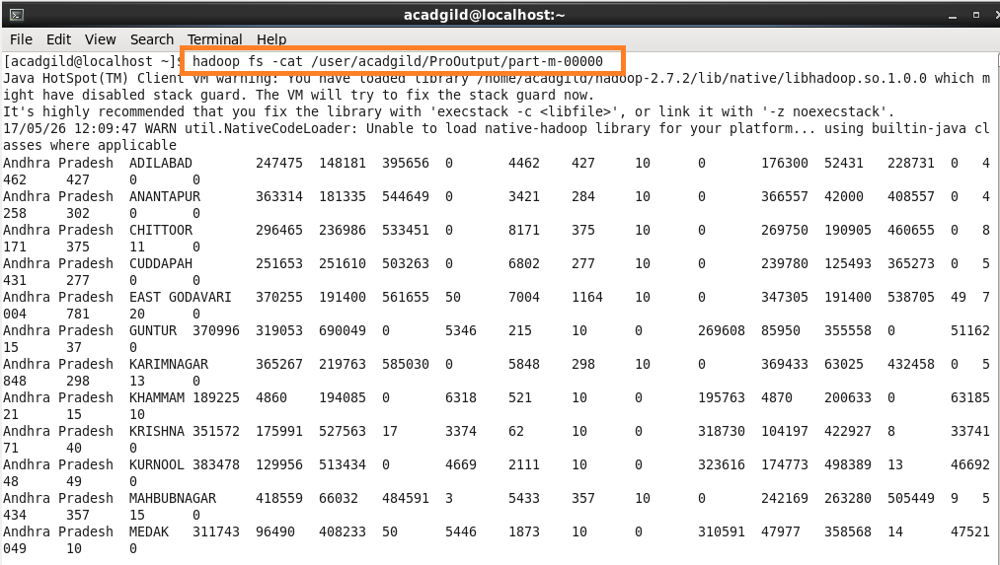 acadgild@localhost:~
File Edit View Search Terminal Help
[acadgild@localhost ~]$ hadoop fs -cat /user/acadgild/ProOutput/part-m-00000
Java HotSpot(TM) Client VM warning: You have loaded library /home/acadgild/hadoop-2.7.2/lib/native/libhadoop.so.1.0.0 which m
ight have disabled stack guard. The VM will try to fix the stack guard now.
It's highly recommended that you fix the library with 'execstack -c <libfile>', or link it with '-z noexecstack'.
17/05/26 12:09:47 WARN util.NativeCodeLoader: Unable to load native-hadoop library for your platform... using builtin-java cl
asses where applicable
Andhra Pradesh ADILABAD 247475 148181 395656 0 4462 427 10 0 176300 52431 228731 0 4
462 427 0 0
Andhra Pradesh ANANTAPUR 363314 181335 544649 0 3421 284 10 0 366557 42000 408557 0 4
258 302 0 0
Andhra Pradesh CHITTOOR 296465 236986 533451 0 8171 375 10 0 269750 190905 460655 0 8
171 375 11 0
Andhra Pradesh CUDDAPAH 251653 251610 503263 0 6802 277 10 0 239780 125493 365273 0 5
431 277 0 0
Andhra Pradesh EAST GODAVARI 370255 191400 561655 50 7004 1164 10 0 347305 191400 538705 49 7
004 781 20 0
Andhra Pradesh GUNTUR 370996 319053 690049 0 5346 215 10 0 269608 85950 355558 0 51162
15 37 0
Andhra Pradesh KARIMNAGAR 365267 219763 585030 0 5848 298 10 0 369433 63025 432458 0 5
848 298 13 0
Andhra Pradesh KHAMMAM 189225 4860 194085 0 6318 521 10 0 195763 4870 200633 0 63185
21 15 10
Andhra Pradesh KRISHNA 351572 175991 527563 17 3374 62 10 0 318730 104197 422927 8 33741
71 40 0
Andhra Pradesh KURNOOL 383478 129956 513434 0 4669 2111 10 0 323616 174773 498389 13 46692
48 49 0
Andhra Pradesh MAHBUBNAGAR 418559 66032 484591 3 5433 357 10 0 242169 263280 505449 9 5
434 357 15 0
Andhra Pradesh MEDAK 311743 96490 408233 50 5446 1873 10 0 310591 47977 358568 14 47521
049 10 0